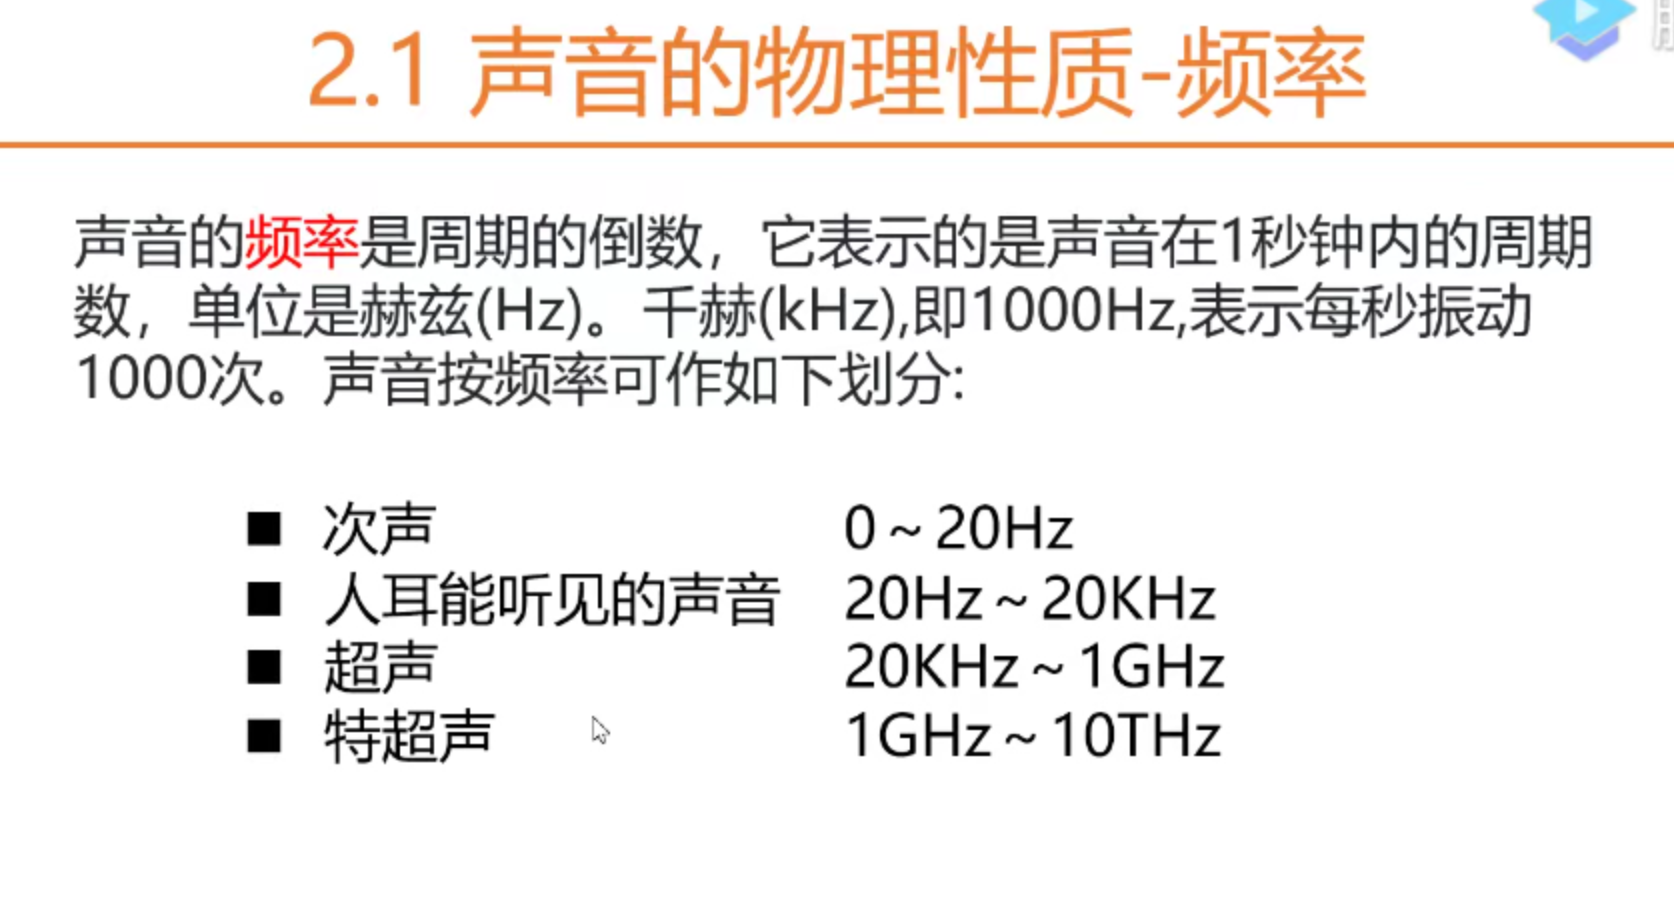 2.1 声音的物理性质-频率
声音的频率是周期的倒数，它表示的是声音在1秒钟内的周期
数，单位是赫兹(Hz)。千赫(kHz),即1000Hz,表示每秒振动
1000次。声音按频率可作如下划分:
■ 次声 0～20Hz
■ 人耳能听见的声音 20Hz～20KHz
■ 超声 20KHz～1GHz
■ 特超声 1GHz～10THz